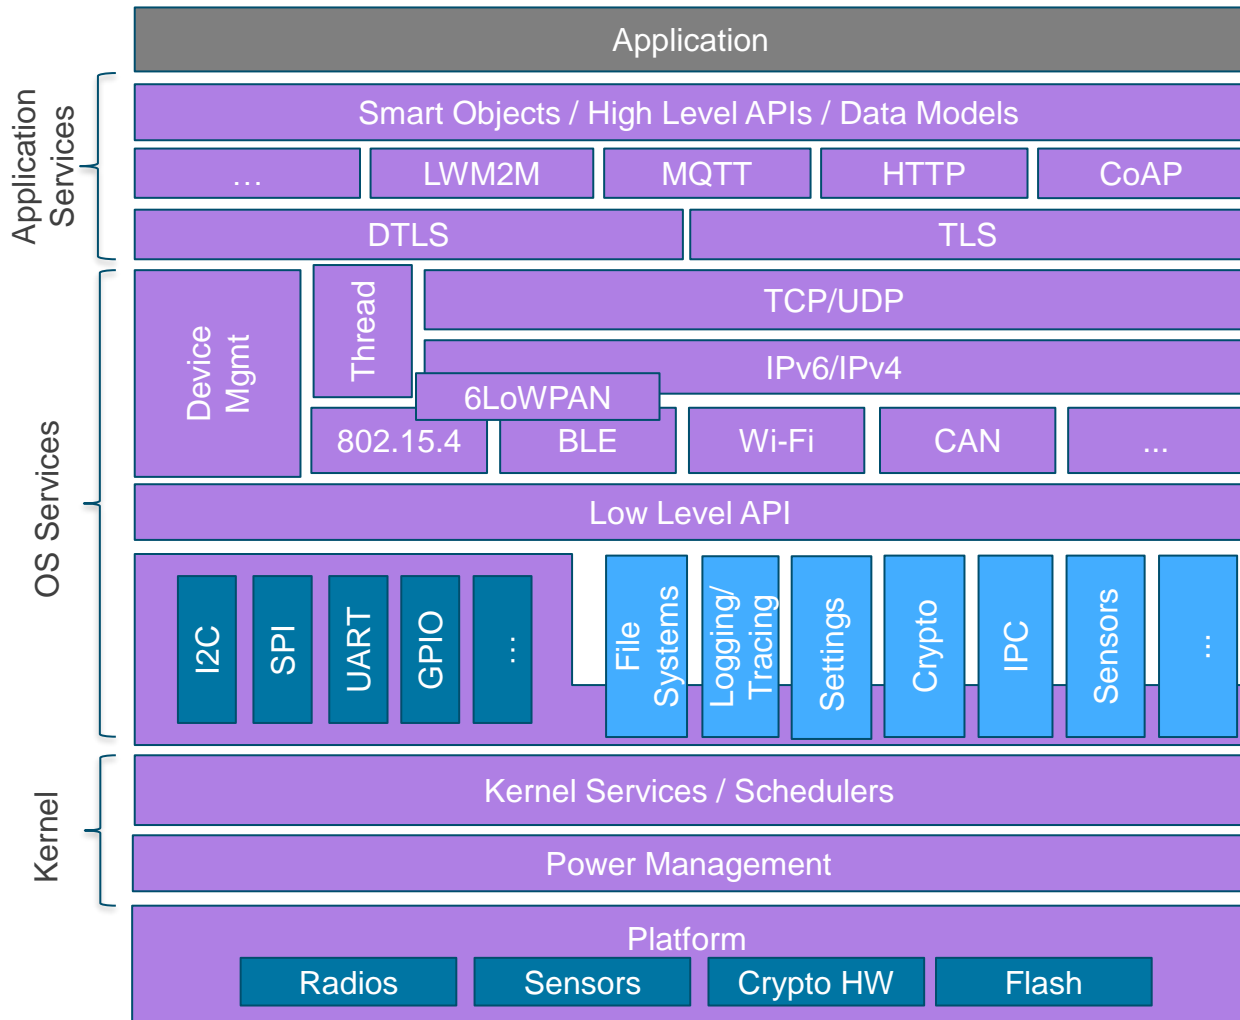 Application
Application
Services
Smart Objects / High Level APIs / Data Models
...
LWM2M
MQTT
HTTP
CoAP
DTLS
TLS
OS Services
Device
Mgmt
Thread
TCP/UDP
IPv6/IPv4
6LoWPAN
802.15.4
BLE
Wi-Fi
CAN
...
Low Level API
I2C
SPI
UART
GPIO
...
File
Systems
Logging/
Tracing
Settings
Crypto
IPC
Sensors
...
Kernel
Kernel Services / Schedulers
Power Management
Platform
Radios
Sensors
Crypto HW
Flash